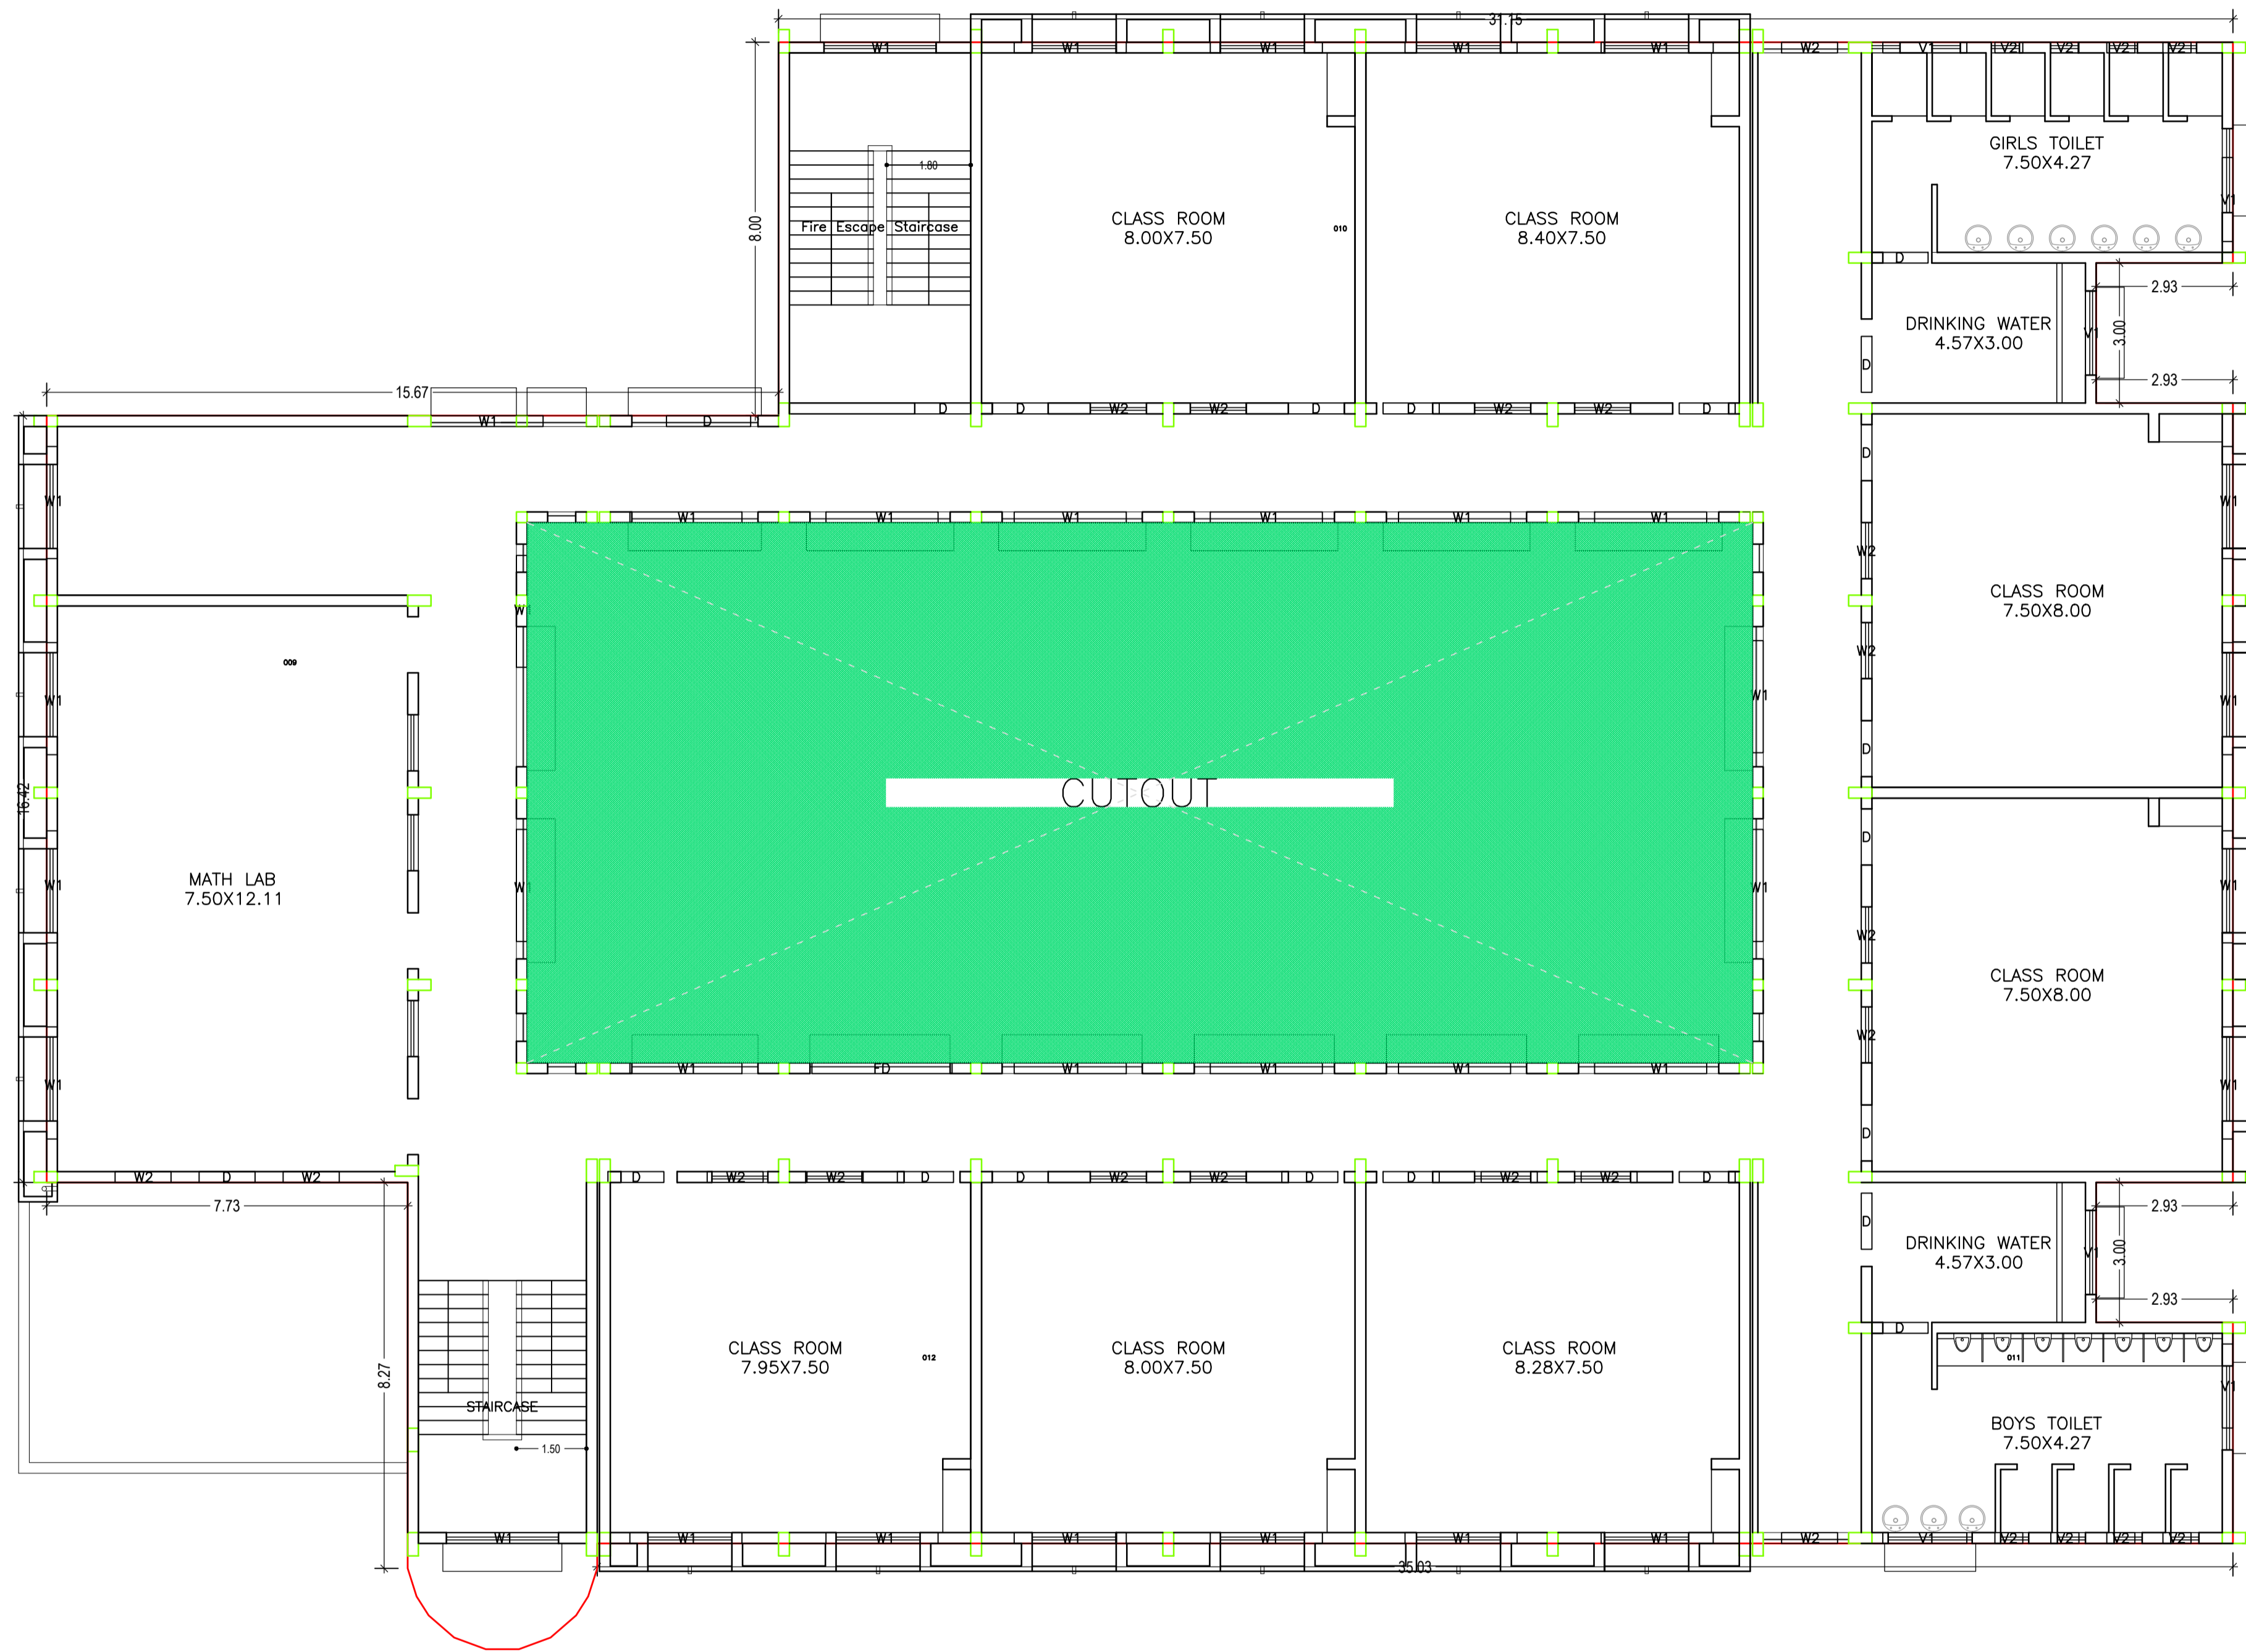 31.15
W1
W1
W1
W1
W1
W2
V1
V2
V2
V2
V2
GIRLS TOILET
7.50X4.27
1.80
8.00
Fire Escape Staircase
CLASS ROOM
8.00X7.50
010
CLASS ROOM
8.40X7.50
V1
D
2.93
DRINKING WATER
4.57X3.00
V1
3.00
D
2.93
15.67
W1
D
D
D
W2
W2
D
D
W2
W2
D
D
W1
W1
W1
W1
W1
W1
W1
W1
W2
CLASS ROOM
7.50X8.00
W1
W2
009
W1
W1
W1
D
16.42
CUTOUT
D
MATH LAB
7.50X12.11
W1
W1
W1
W1
W2
CLASS ROOM
7.50X8.00
W2
W1
W1
FD
W1
W1
W1
W1
W1
D
W2
D
W2
D
W2
W2
D
D
W2
W2
D
D
W2
W2
D
7.73
2.93
D
DRINKING WATER
4.57X3.00
V1
3.00
2.93
D
8.27
CLASS ROOM
7.95X7.50
012
CLASS ROOM
8.00X7.50
CLASS ROOM
8.28X7.50
011
V1
STAIRCASE
1.50
BOYS TOILET
7.50X4.27
W1
W1
W1
W1
W1
W1
W1
W2
V1
V2
V2
V2
V2
35.03